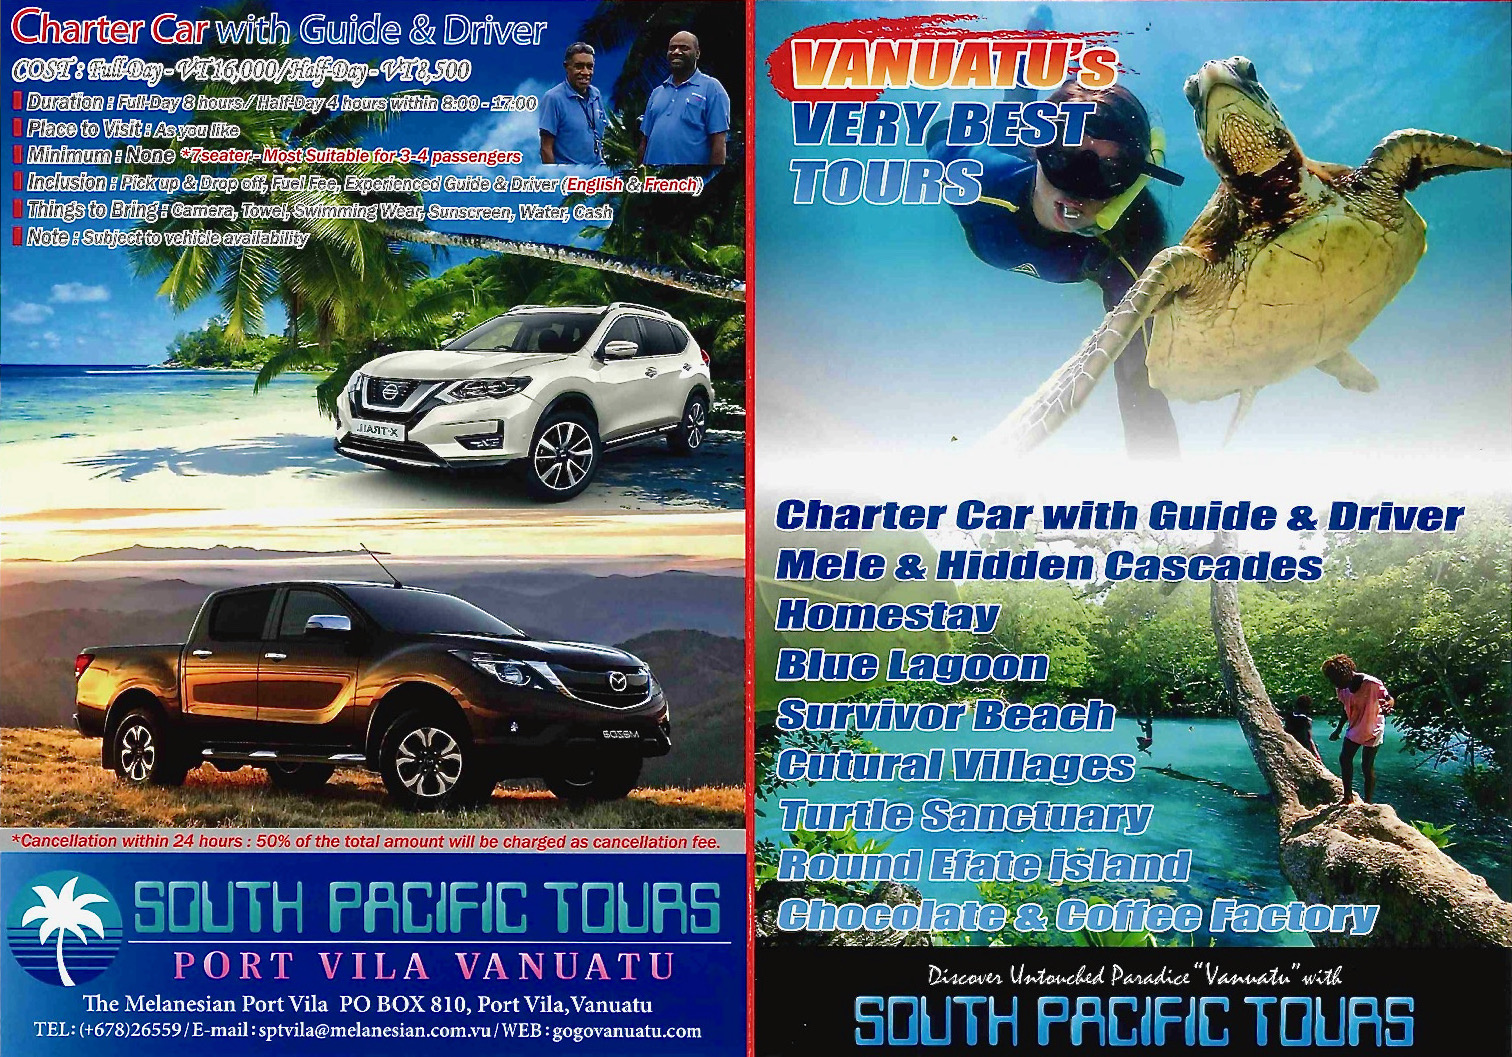 Charter Car with Guide & Driver
COST : Full-Day - VT16,000/Half-Day - VT8,500
Duration : Full-Day 8 hours / Half-Day 4 hours within 8:00 - 17:00
Place to Visit : As you like
Minimum : None *7seater - Most Suitable for 3-4 passengers
Inclusion : Pick up & Drop off, Fuel Fee, Experienced Guide & Driver (English & French)
Things to Bring : Camera, Towel, Swimming Wear, Sunscreen, Water, Cash
Note : Subject to vehicle availability
X-TRAIL
MAZDA
*Cancellation within 24 hours : 50% of the total amount will be charged as cancellation fee.
SOUTH PACIFIC TOURS
PORT VILA VANUATU
The Melanesian Port Vila PO BOX 810, Port Vila,Vanuatu
TEL: (+678)26559 / E-mail : sptvila@melanesian.com.vu / WEB : gogovanuatu.com
VANUATU's
VERY BEST
TOURS
Charter Car with Guide & Driver
Mele & Hidden Cascades
Homestay
Blue Lagoon
Survivor Beach
Cutural Villages
Turtle Sanctuary
Round Efate island
Chocolate & Coffee Factory
Discover Untouched Paradice "Vanuatu" with
SOUTH PACIFIC TOURS